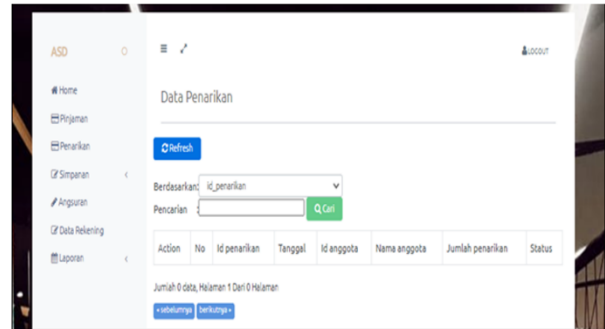 ASD
LOGOUT
Home
Pinjaman
Penarikan
Simpanan
Angsuran
Data Rekening
Laporan
Data Penarikan
Refresh
Berdasarkan: id_penarikan
Pencarian : Cari
Action No Id penarikan Tanggal Id anggota Nama anggota Jumlah penarikan Status
Jumlah 0 data, Halaman 1 Dari 0 Halaman
« sebelumnya berikutnya »